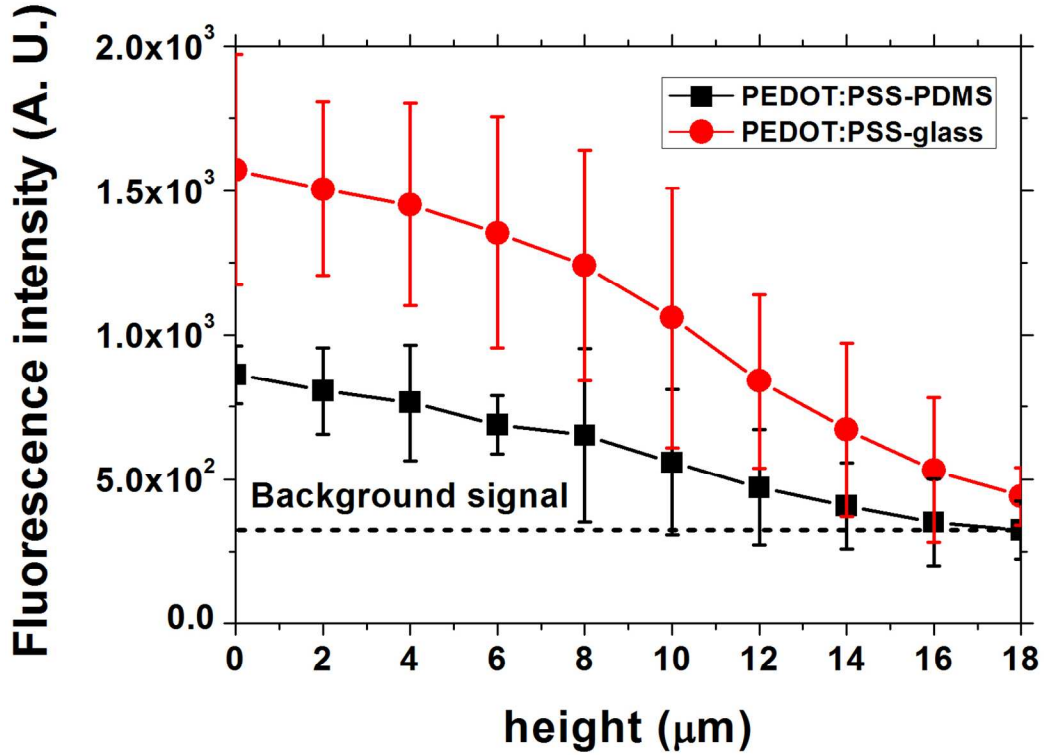 Fluorescence intensity (A. U.)
2.0x10³
1.5x10³
1.0x10³
5.0x10²
0.0
PEDOT:PSS-PDMS
PEDOT:PSS-glass
Background signal
0 2 4 6 8 10 12 14 16 18
height (μm)